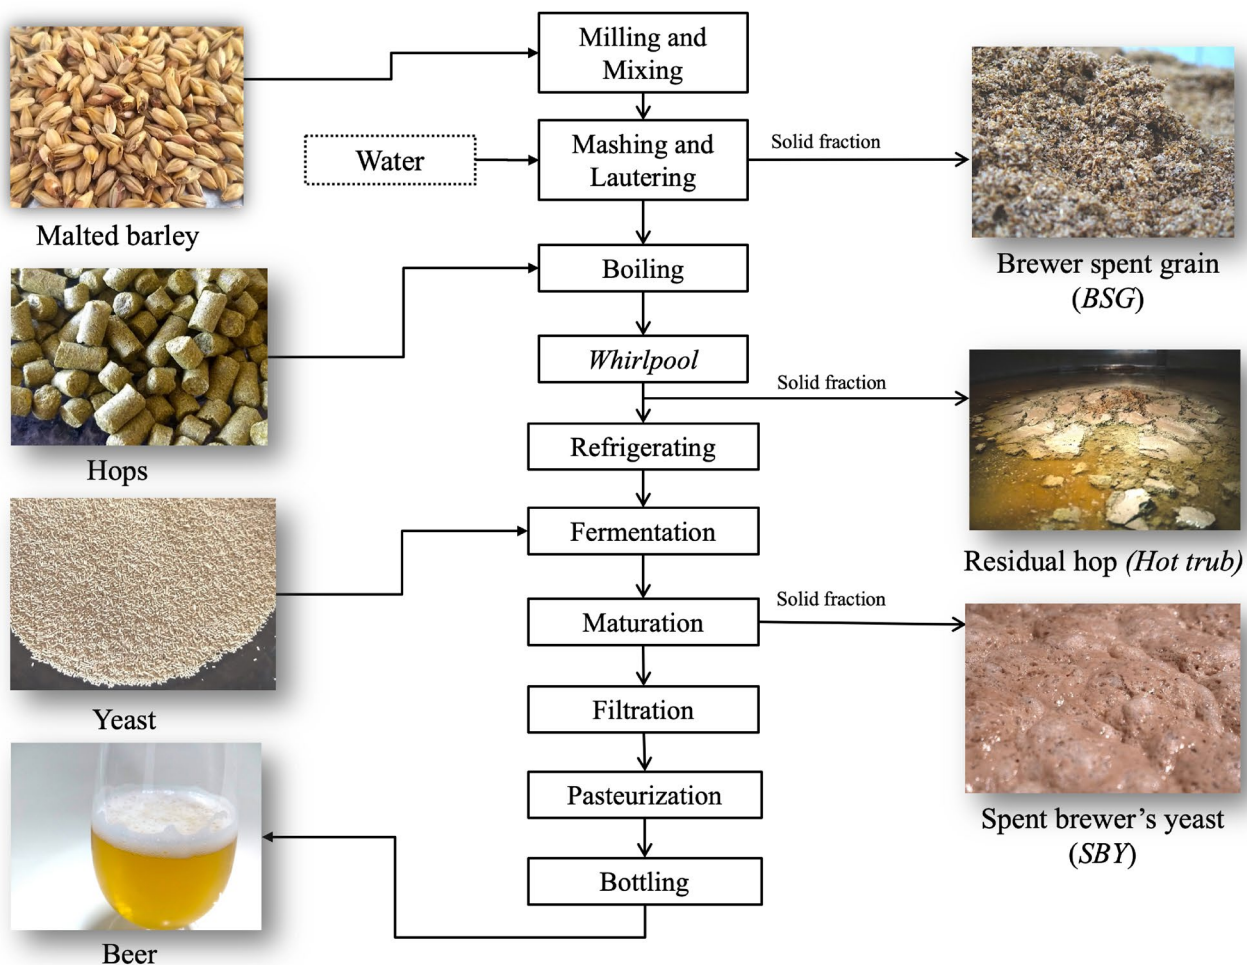 Milling and
Mixing
Malted barley
Water
Mashing and
Lautering
Solid fraction
Brewer spent grain
(BSG)
Boiling
Hops
Whirlpool
Solid fraction
Residual hop (Hot trub)
Refrigerating
Fermentation
Yeast
Maturation
Solid fraction
Spent brewer’s yeast
(SBY)
Filtration
Pasteurization
Bottling
Beer